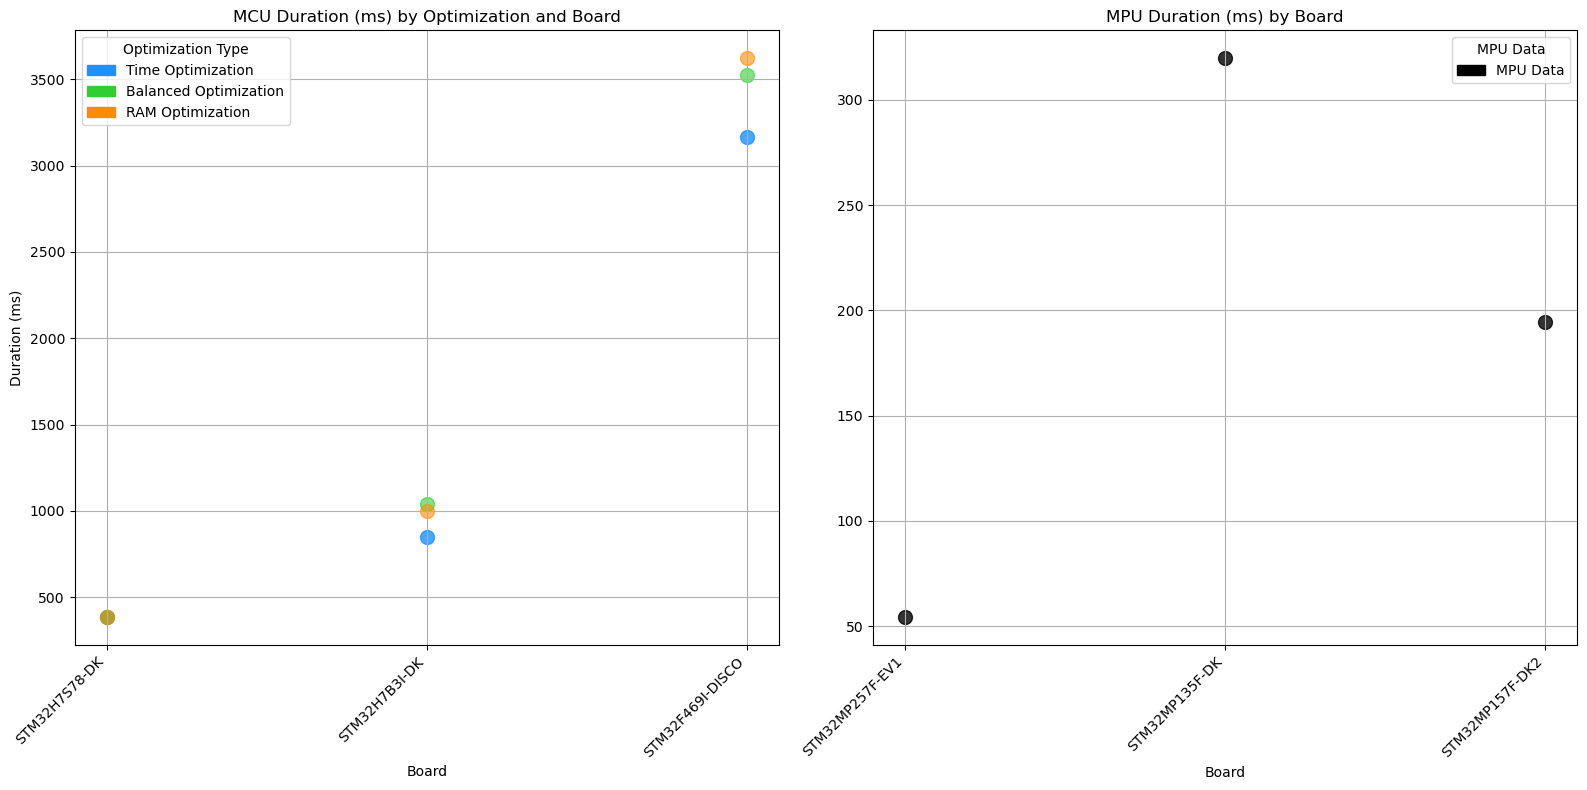 MCU Duration (ms) by Optimization and Board
Optimization Type
Time Optimization
Balanced Optimization
RAM Optimization
Duration (ms)
3500
3000
2500
2000
1500
1000
500
STM32H7S78-DK
STM32H7B3I-DK
STM32F469I-DISCO
Board
MPU Duration (ms) by Board
MPU Data
MPU Data
300
250
200
150
100
50
STM32MP257F-EV1
STM32MP135F-DK
STM32MP157F-DK2
Board